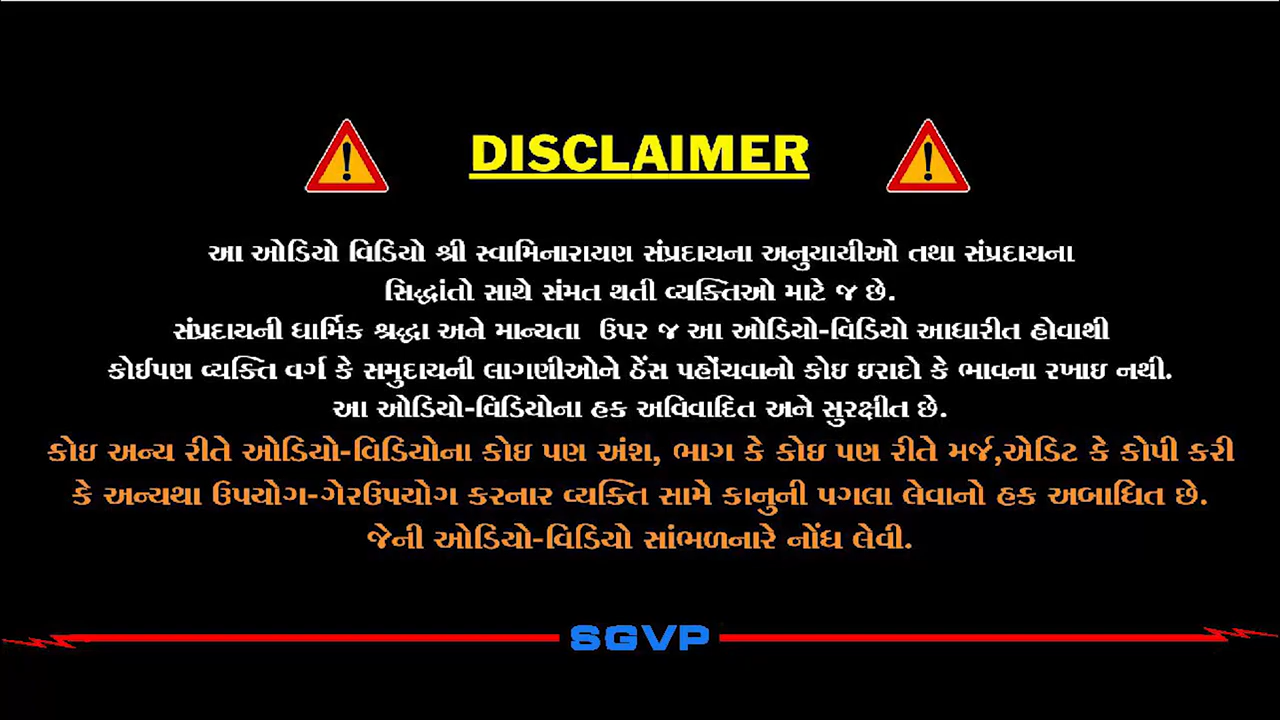 DISCLAIMER
આ ઓડિયો વિડિયો શ્રી સ્વામિનારાયણ સંપ્રદાયના અનુયાયીઓ તથા સંપ્રદાયના
સિદ્ધાંતો સાથે સંમત થતી વ્યક્તિઓ માટે જ છે.
સંપ્રદાયની ધાર્મિક શ્રદ્ધા અને માન્યતા ઉપર જ આ ઓડિયો-વિડિયો આધારીત હોવાથી
કોઈપણ વ્યક્તિ વર્ગ કે સમુદાયની લાગણીઓને ઠેંસ પહોંચવાનો કોઇ ઇરાદો કે ભાવના રખાઇ નથી.
આ ઓડિયો-વિડિયોના હક અવિવાદિત અને સુરક્ષીત છે.
કોઇ અન્ય રીતે ઓડિયો-વિડિયોના કોઇ પણ અંશ, ભાગ કે કોઇ પણ રીતે મર્જ,એડિટ કે કોપી કરી
કે અન્યથા ઉપયોગ-ગેરઉપયોગ કરનાર વ્યક્તિ સામે કાનુની પગલા લેવાનો હક અબાધિત છે.
જેની ઓડિયો-વિડિયો સાંભળનારે નોંધ લેવી.
SGVP